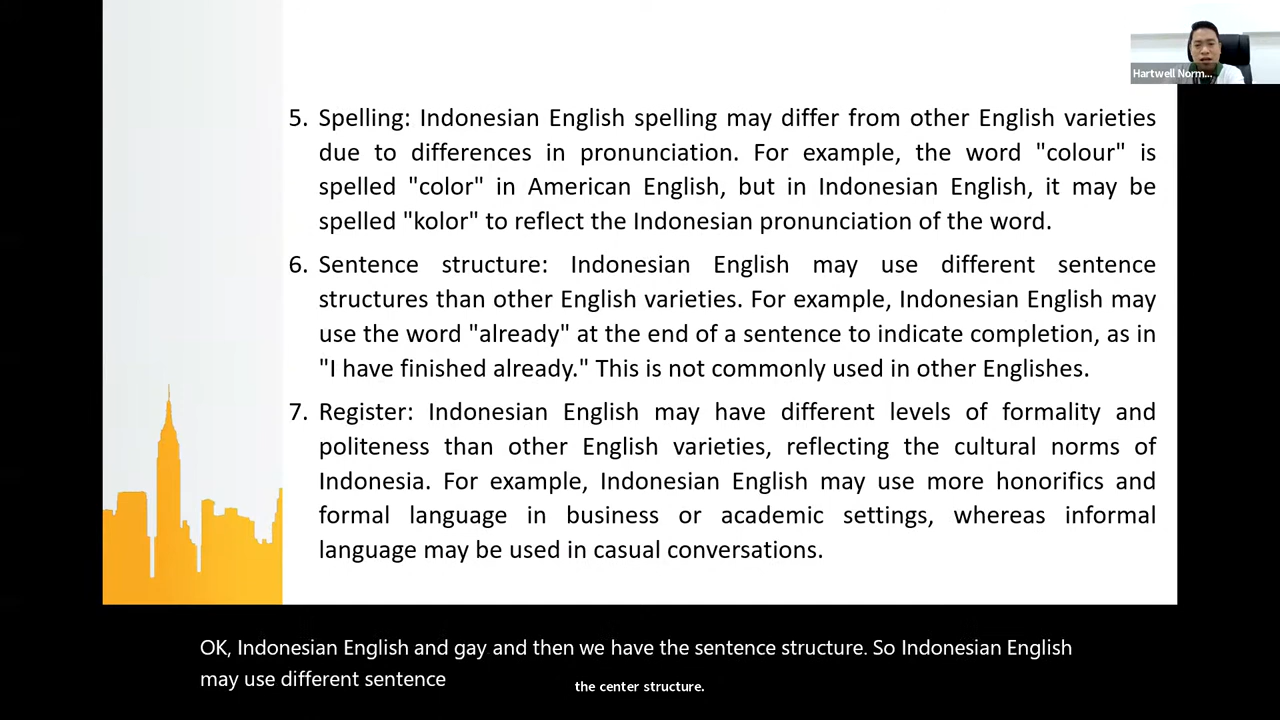 Hartwell Norm...
5. Spelling: Indonesian English spelling may differ from other English varieties
due to differences in pronunciation. For example, the word "colour" is
spelled "color" in American English, but in Indonesian English, it may be
spelled "kolor" to reflect the Indonesian pronunciation of the word.
6. Sentence structure: Indonesian English may use different sentence
structures than other English varieties. For example, Indonesian English may
use the word "already" at the end of a sentence to indicate completion, as in
"I have finished already." This is not commonly used in other Englishes.
7. Register: Indonesian English may have different levels of formality and
politeness than other English varieties, reflecting the cultural norms of
Indonesia. For example, Indonesian English may use more honorifics and
formal language in business or academic settings, whereas informal
language may be used in casual conversations.
OK, Indonesian English and gay and then we have the sentence structure. So Indonesian English
may use different sentence
the center structure.